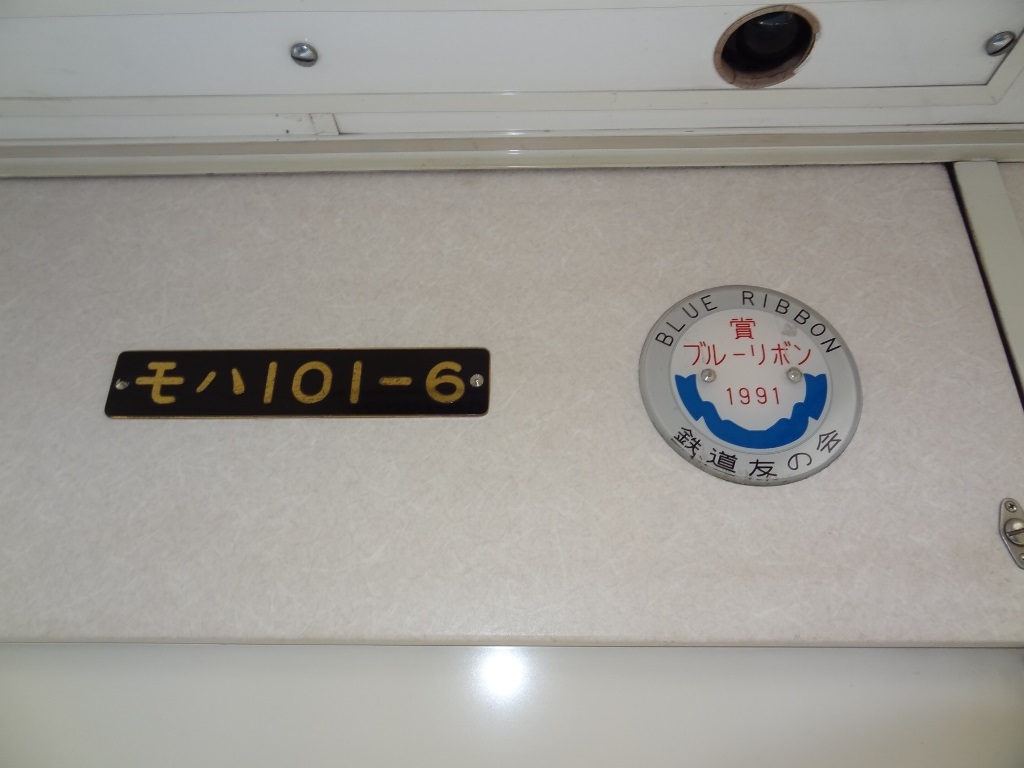 モハ101-6
BLUE RIBBON
賞
ブルーリボン
1991
鉄道友の会